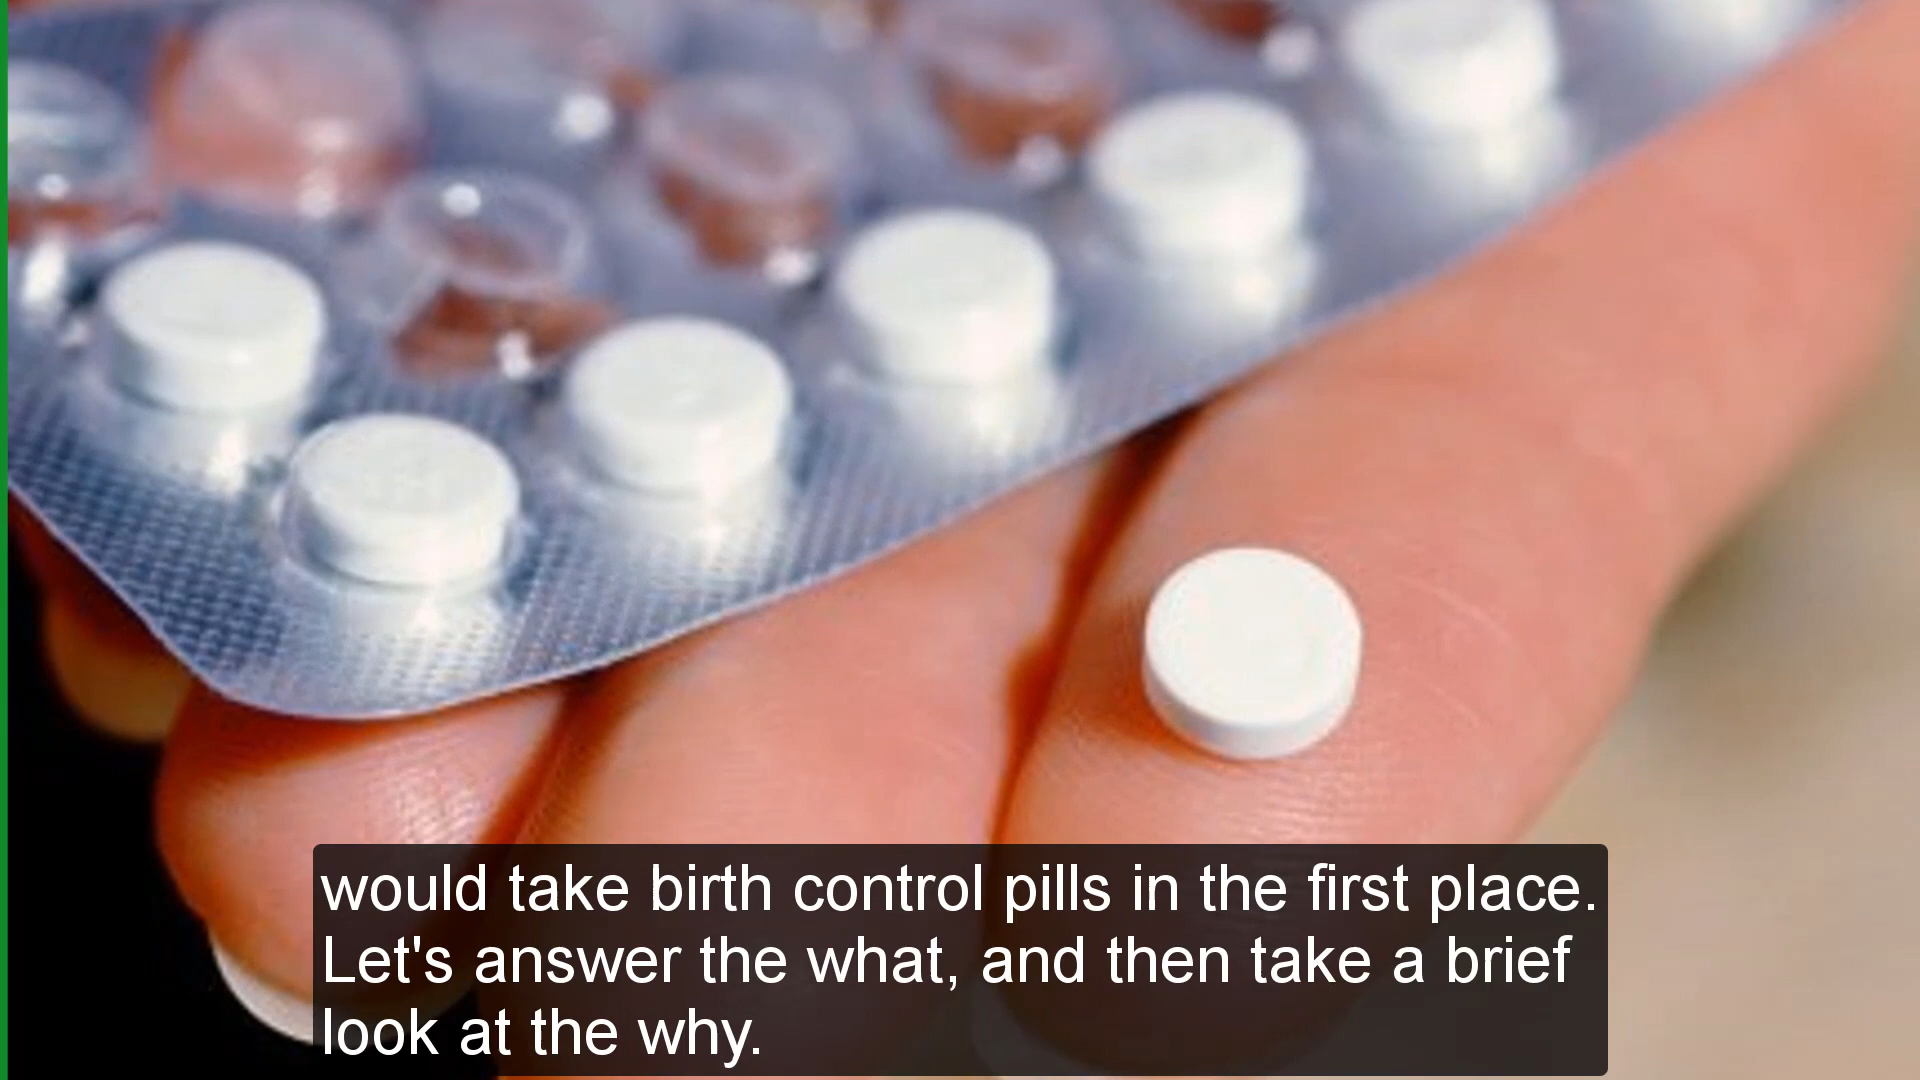 would take birth control pills in the first place.
Let's answer the what, and then take a brief
look at the why.